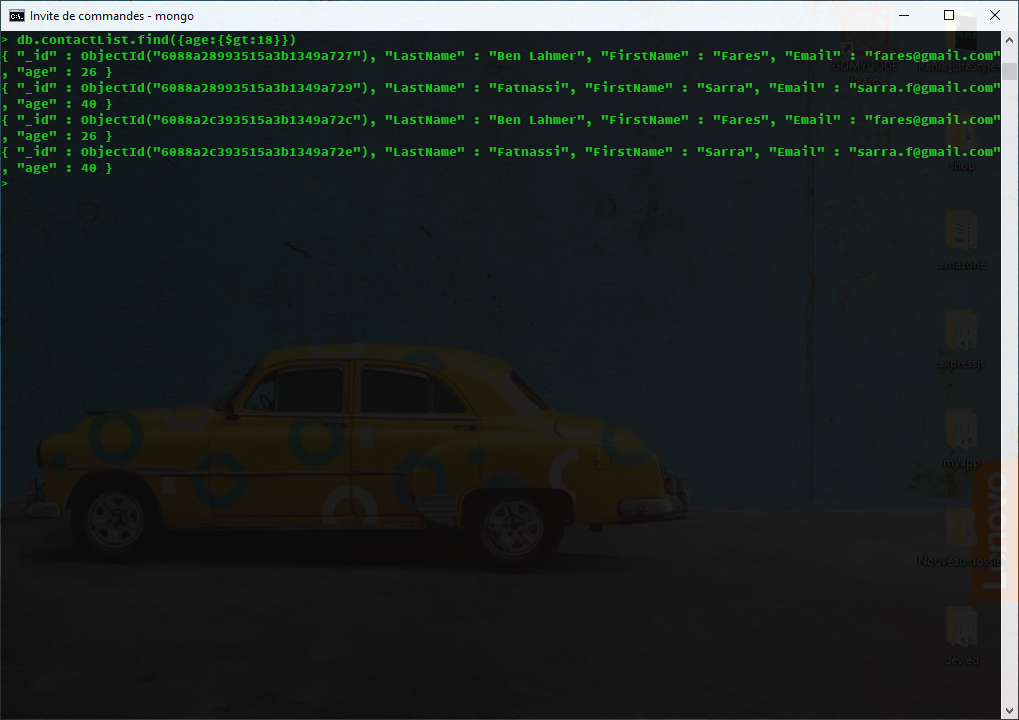 Invite de commandes - mongo
> db.contactList.find({age:{$gt:18}})
{ "_id" : ObjectId("6088a28993515a3b1349a727"), "LastName" : "Ben Lahmer", "FirstName" : "Fares", "Email" : "fares@gmail.com"
, "age" : 26 }
{ "_id" : ObjectId("6088a28993515a3b1349a729"), "LastName" : "Fatnassi", "FirstName" : "Sarra", "Email" : "sarra.f@gmail.com"
, "age" : 40 }
{ "_id" : ObjectId("6088a2c393515a3b1349a72c"), "LastName" : "Ben Lahmer", "FirstName" : "Fares", "Email" : "fares@gmail.com"
, "age" : 26 }
{ "_id" : ObjectId("6088a2c393515a3b1349a72e"), "LastName" : "Fatnassi", "FirstName" : "Sarra", "Email" : "sarra.f@gmail.com"
, "age" : 40 }
>
GOMYCODE
shop
amazone
expressjs
myapp
Nouveau dossie
Lenovo
dev.ed